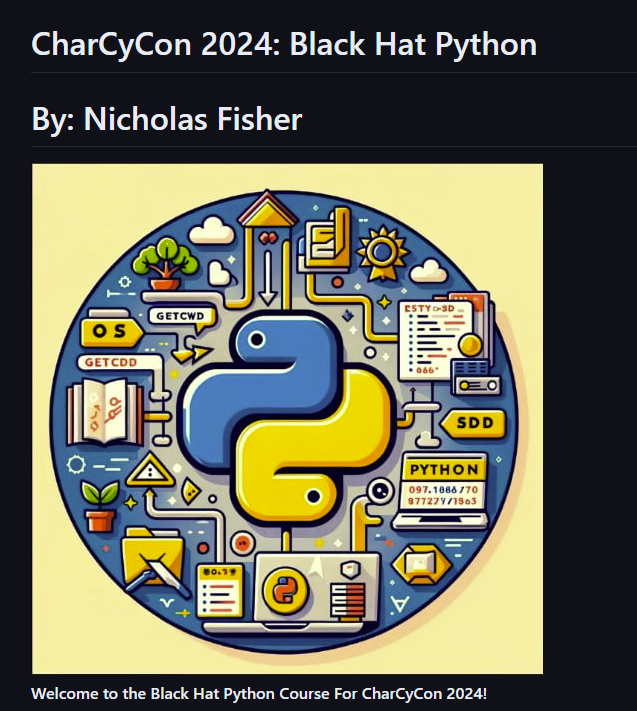 CharCyCon 2024: Black Hat Python
By: Nicholas Fisher
OS
GETCWD
GETCDD
SDD
PYTHON
Welcome to the Black Hat Python Course For CharCyCon 2024!